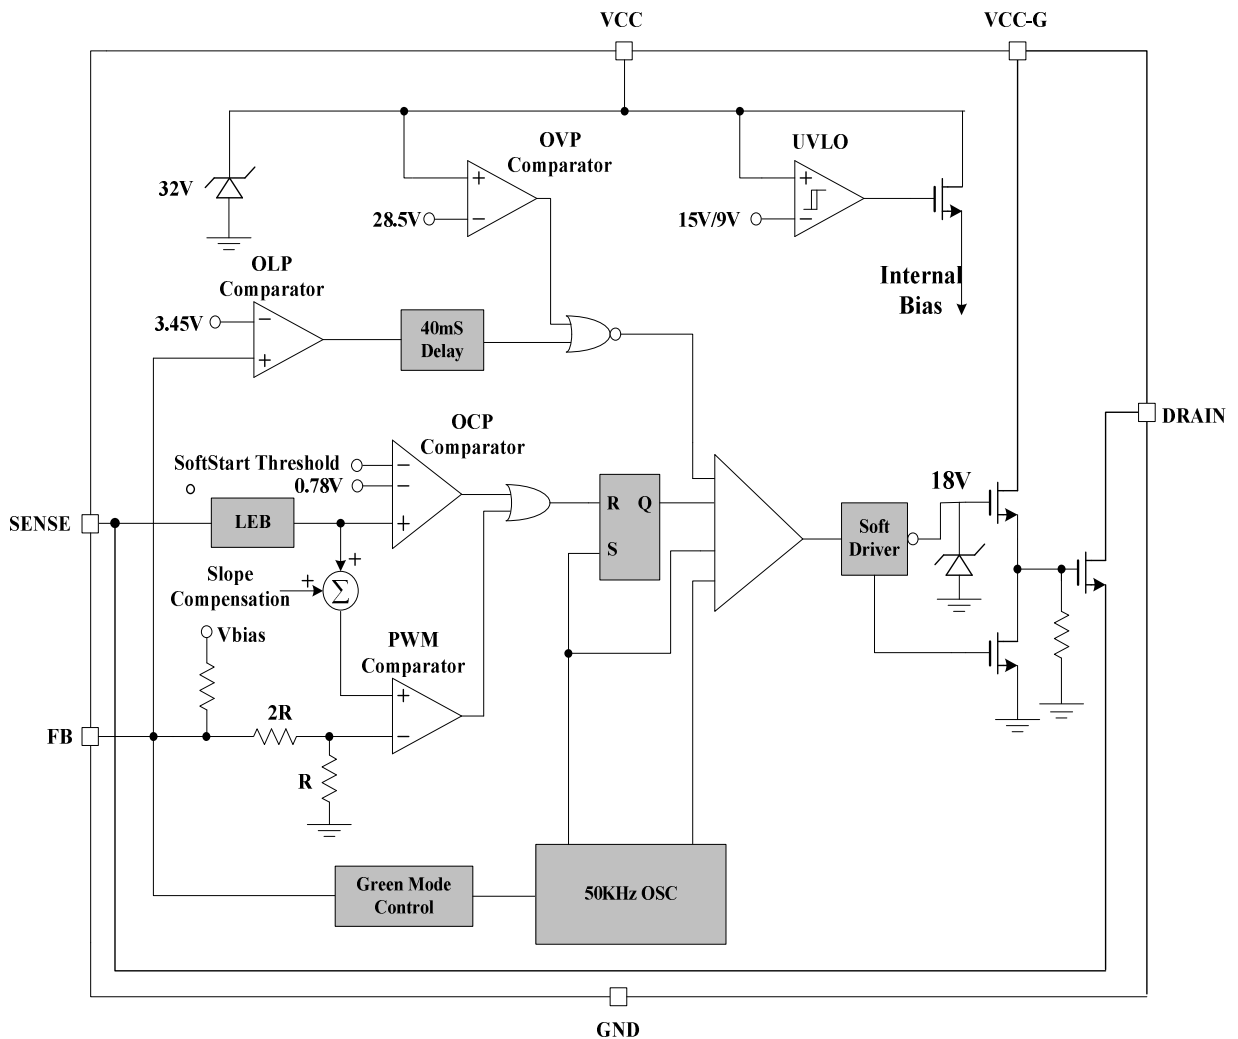 VCC
VCC-G
OVP
Comparator
UVLO
32V
28.5V
15V/9V
+
−
+
−
OLP
Comparator
Internal
Bias
3.45V
−
+
40mS
Delay
DRAIN
OCP
Comparator
SoftStart Threshold
0.78V
−
−
+
18V
SENSE
LEB
R Q
S
Soft
Driver
Slope
Compensation
+
+
Σ
Vbias
PWM
Comparator
+
−
FB
2R
R
Green Mode
Control
50KHz OSC
GND